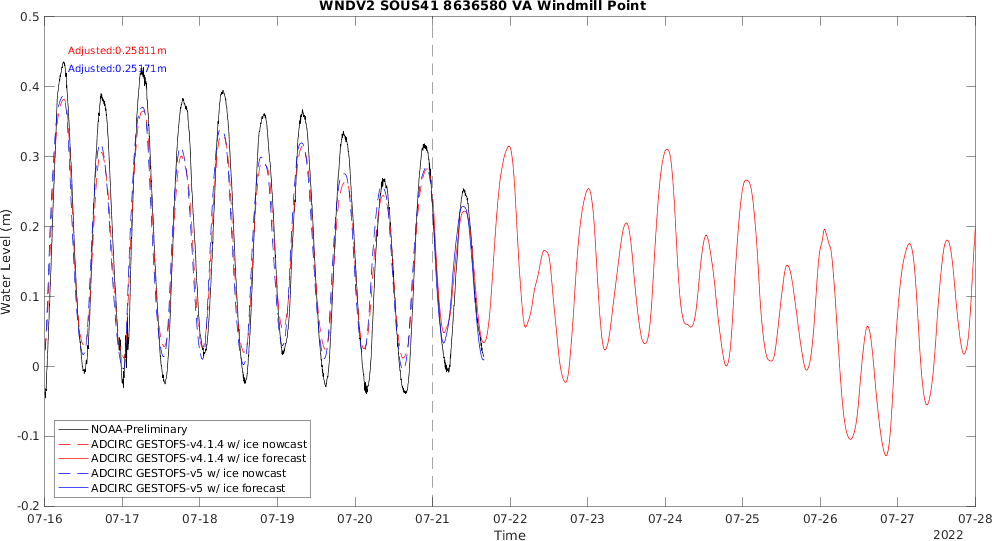 WNDV2 SOUS41 8636580 VA Windmill Point
Adjusted:0.25811m
Adjusted:0.25171m
0.5
0.4
0.3
0.2
0.1
0
-0.1
-0.2
Water Level (m)
NOAA-Preliminary
ADCIRC GESTOFS-v4.1.4 w/ ice nowcast
ADCIRC GESTOFS-v4.1.4 w/ ice forecast
ADCIRC GESTOFS-v5 w/ ice nowcast
ADCIRC GESTOFS-v5 w/ ice forecast
07-16 07-17 07-18 07-19 07-20 07-21 07-22 07-23 07-24 07-25 07-26 07-27 07-28
Time
2022